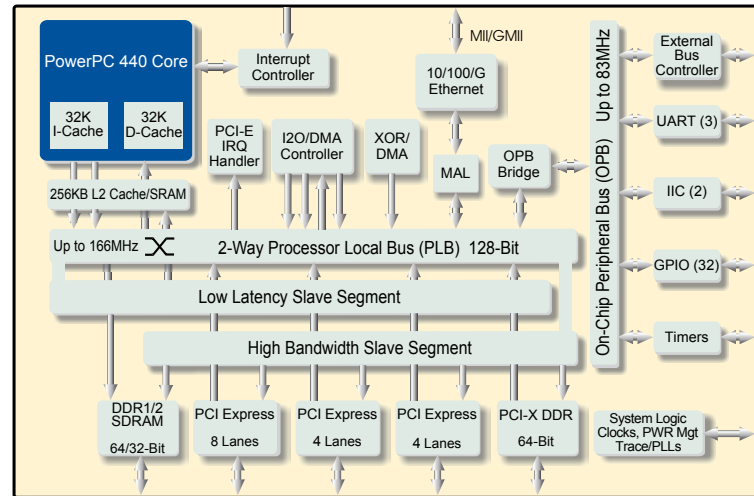 MII/GMII
PowerPC 440 Core
32K
I-Cache
32K
D-Cache
Interrupt
Controller
10/100/G
Ethernet
External
Bus
Controller
PCI-E
IRQ
Handler
I2O/DMA
Controller
XOR/
DMA
MAL
OPB
Bridge
On-Chip Peripheral Bus (OPB) Up to 83MHz
UART (3)
256KB L2 Cache/SRAM
IIC (2)
Up to 166MHz
2-Way Processor Local Bus (PLB) 128-Bit
GPIO (32)
Low Latency Slave Segment
High Bandwidth Slave Segment
Timers
DDR1/2
SDRAM
64/32-Bit
PCI Express
8 Lanes
PCI Express
4 Lanes
PCI Express
4 Lanes
PCI-X DDR
64-Bit
System Logic
Clocks, PWR Mgt
Trace/PLLs